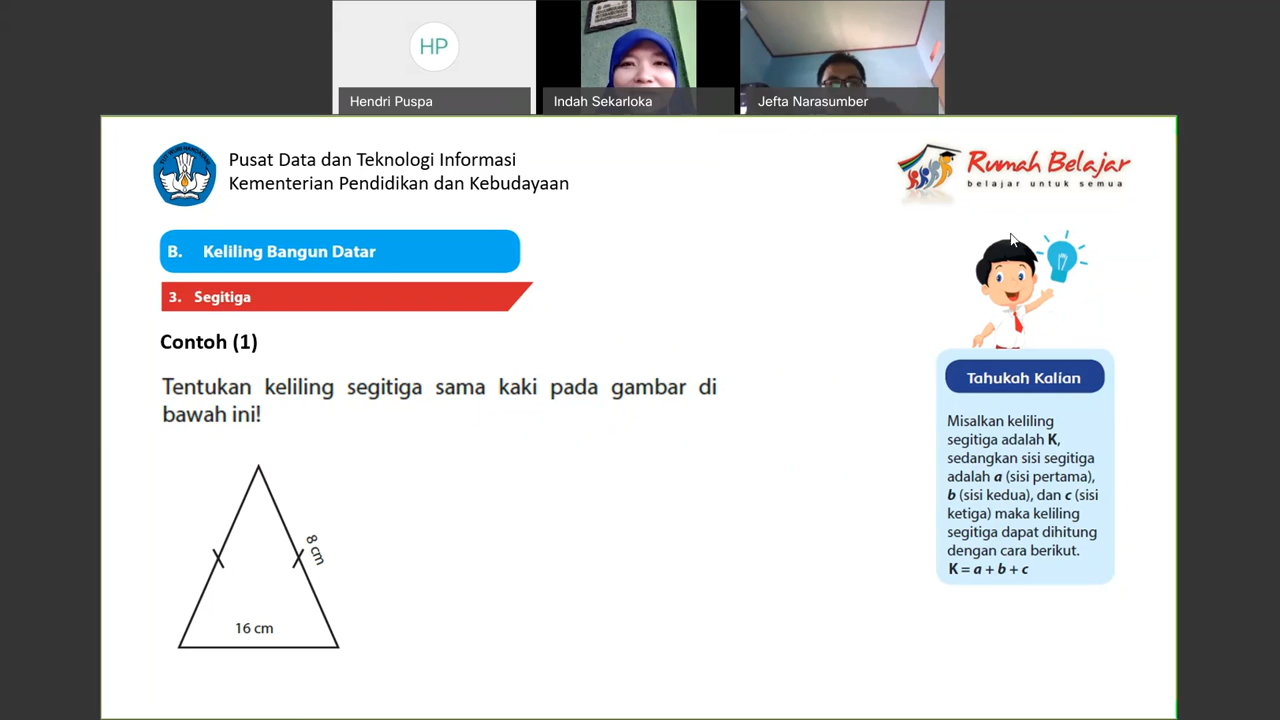 HP
Hendri Puspa
Indah Sekarloka
Jefta Narasumber
Pusat Data dan Teknologi Informasi
Kementerian Pendidikan dan Kebudayaan
Rumah Belajar
belajar untuk semua
B. Keliling Bangun Datar
3. Segitiga
Contoh (1)
Tentukan keliling segitiga sama kaki pada gambar di
bawah ini!
8 cm
16 cm
Tahukah Kalian
Misalkan keliling
segitiga adalah K,
sedangkan sisi segitiga
adalah a (sisi pertama),
b (sisi kedua), dan c (sisi
ketiga) maka keliling
segitiga dapat dihitung
dengan cara berikut.
K = a + b + c